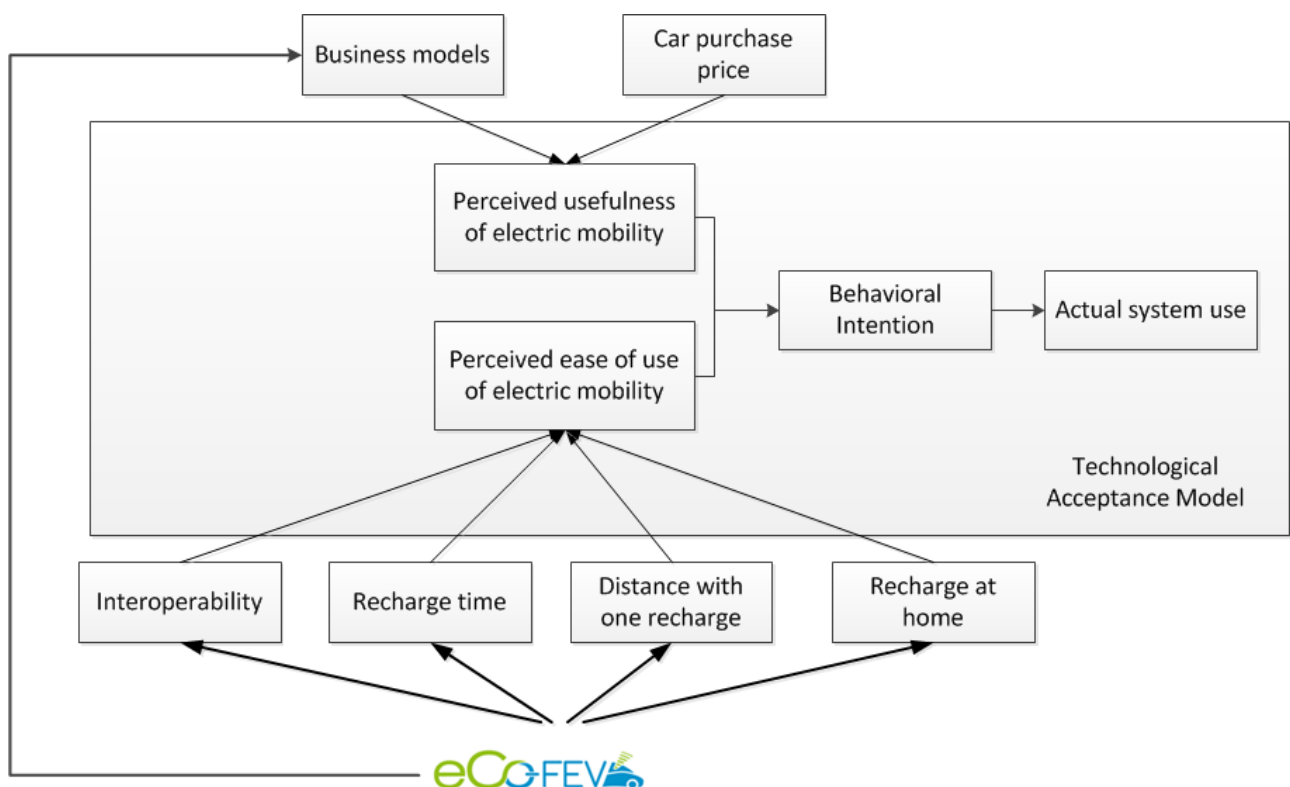 Business models
Car purchase
price
Perceived usefulness
of electric mobility
Behavioral
Intention
Actual system use
Perceived ease of use
of electric mobility
Technological
Acceptance Model
Interoperability
Recharge time
Distance with
one recharge
Recharge at
home
eCo-FEV